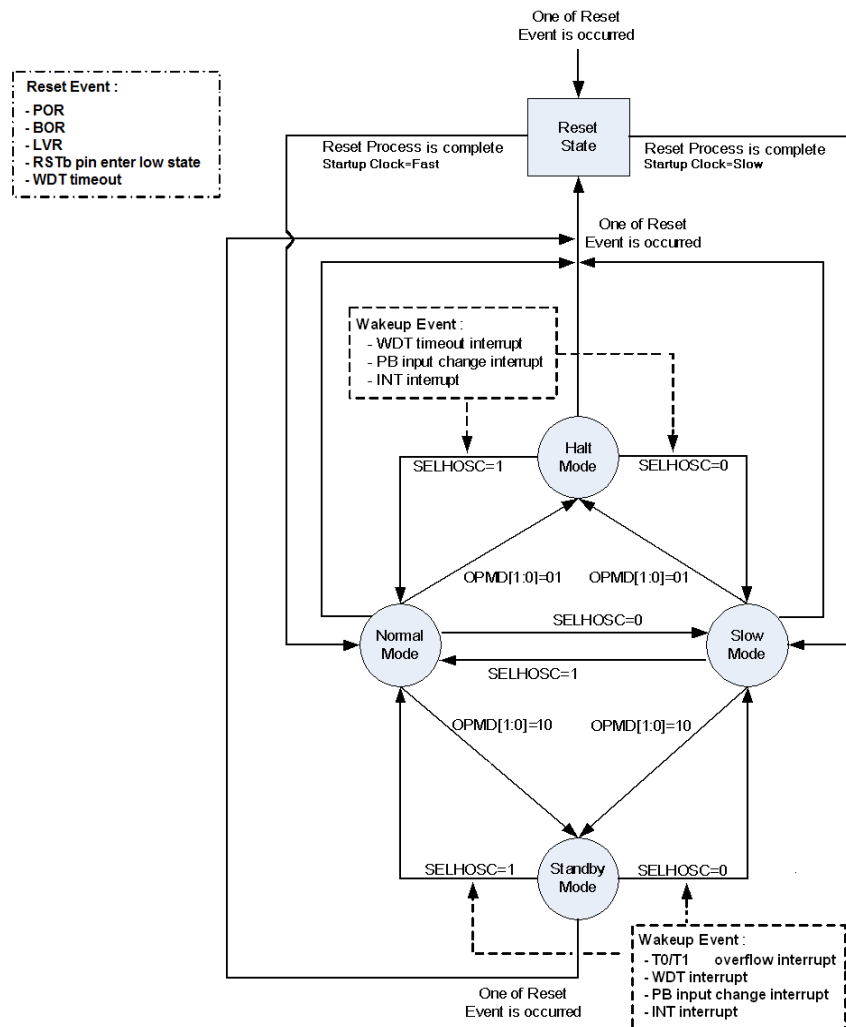 One of Reset
Event is occurred
Reset Event :
- POR
- BOR
- LVR
- RSTb pin enter low state
- WDT timeout
Reset
State
Reset Process is complete
Startup Clock=Fast
Reset Process is complete
Startup Clock=Slow
One of Reset
Event is occurred
Wakeup Event :
- WDT timeout interrupt
- PB input change interrupt
- INT interrupt
Halt
Mode
SELHOSC=1
SELHOSC=0
OPMD[1:0]=01
OPMD[1:0]=01
Normal
Mode
SELHOSC=0
Slow
Mode
SELHOSC=1
OPMD[1:0]=10
OPMD[1:0]=10
SELHOSC=1
Standby
Mode
SELHOSC=0
Wakeup Event :
- T0/T1 overflow interrupt
- WDT interrupt
- PB input change interrupt
- INT interrupt
One of Reset
Event is occurred